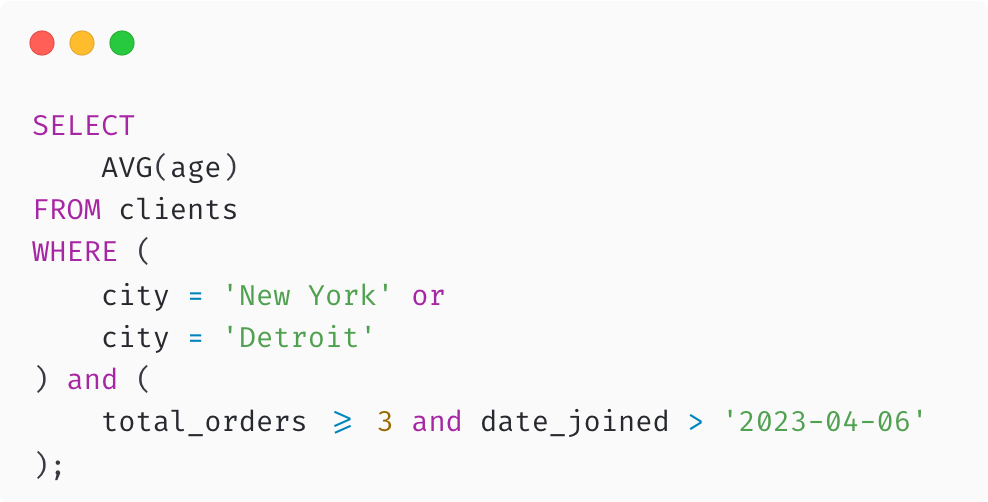 SELECT
    AVG(age)
FROM clients
WHERE (
    city = 'New York' or
    city = 'Detroit'
) and (
    total_orders >= 3 and date_joined > '2023-04-06'
);